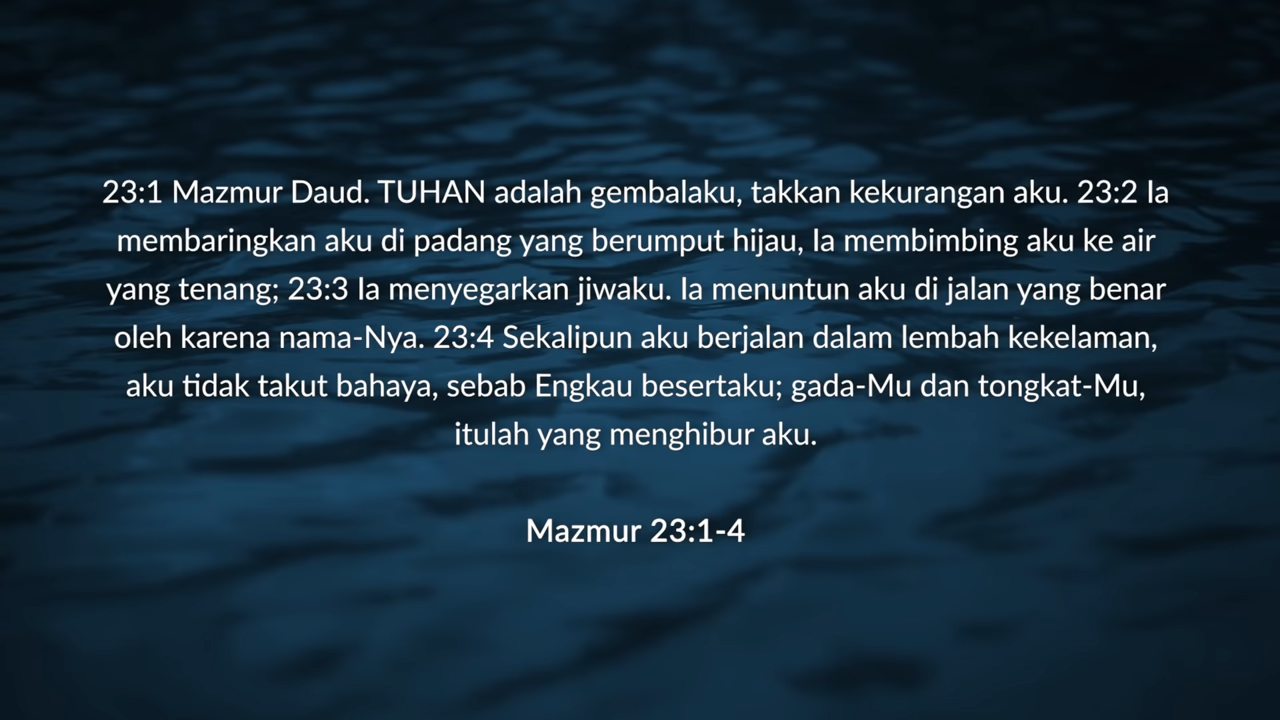 23:1 Mazmur Daud. TUHAN adalah gembalaku, takkan kekurangan aku. 23:2 Ia
membaringkan aku di padang yang berumput hijau, Ia membimbing aku ke air
yang tenang; 23:3 Ia menyegarkan jiwaku. Ia menuntun aku di jalan yang benar
oleh karena nama-Nya. 23:4 Sekalipun aku berjalan dalam lembah kekelaman,
aku tidak takut bahaya, sebab Engkau besertaku; gada-Mu dan tongkat-Mu,
itulah yang menghibur aku.
Mazmur 23:1-4